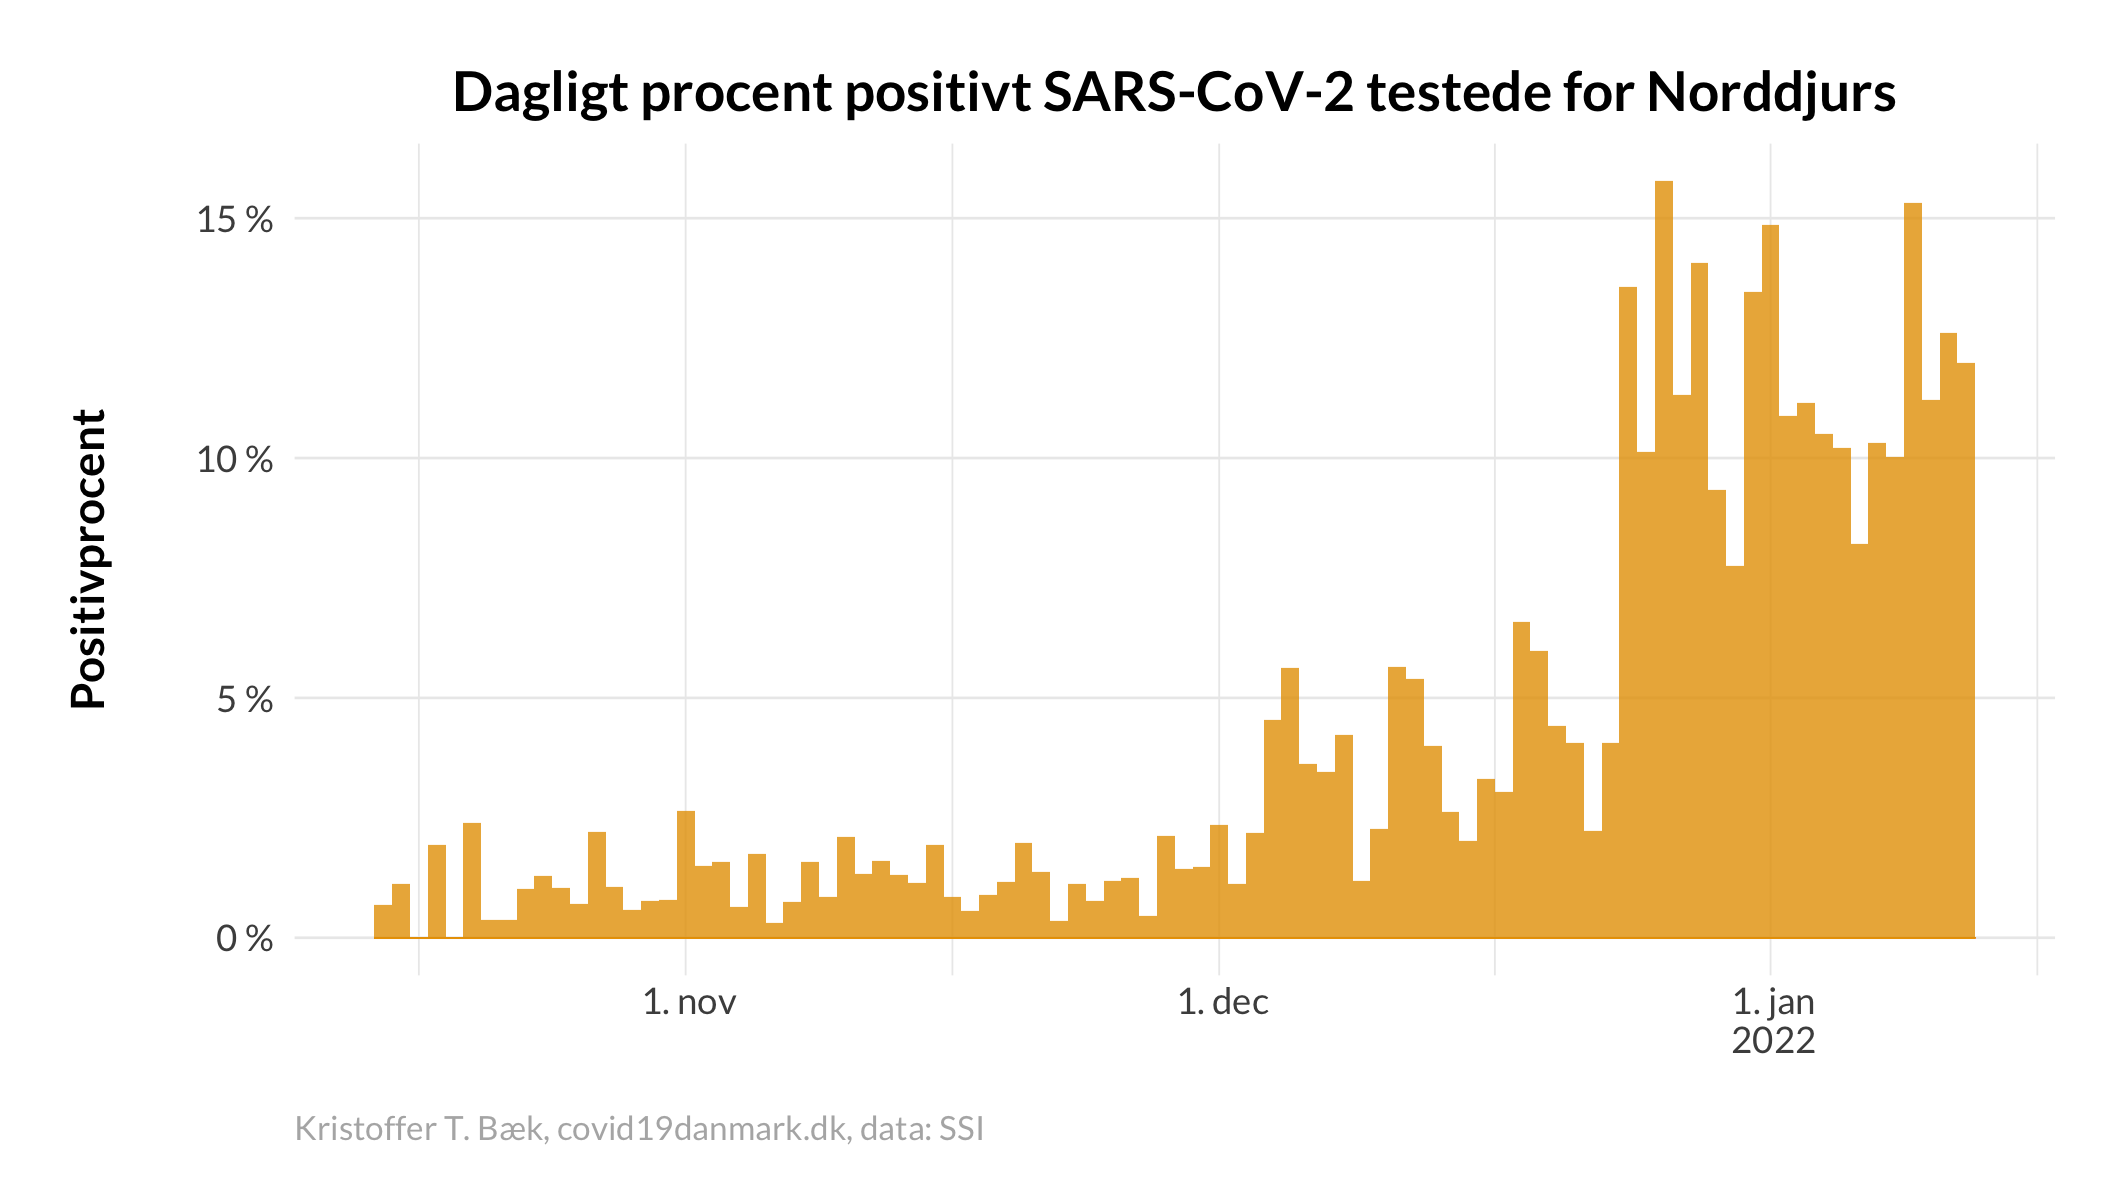 Dagligt procent positivt SARS-CoV-2 testede for Norddjurs
Positivprocent
15 %
10 %
5 %
0 %
1. nov
1. dec
1. jan
2022
Kristoffer T. Bæk, covid19danmark.dk, data: SSI